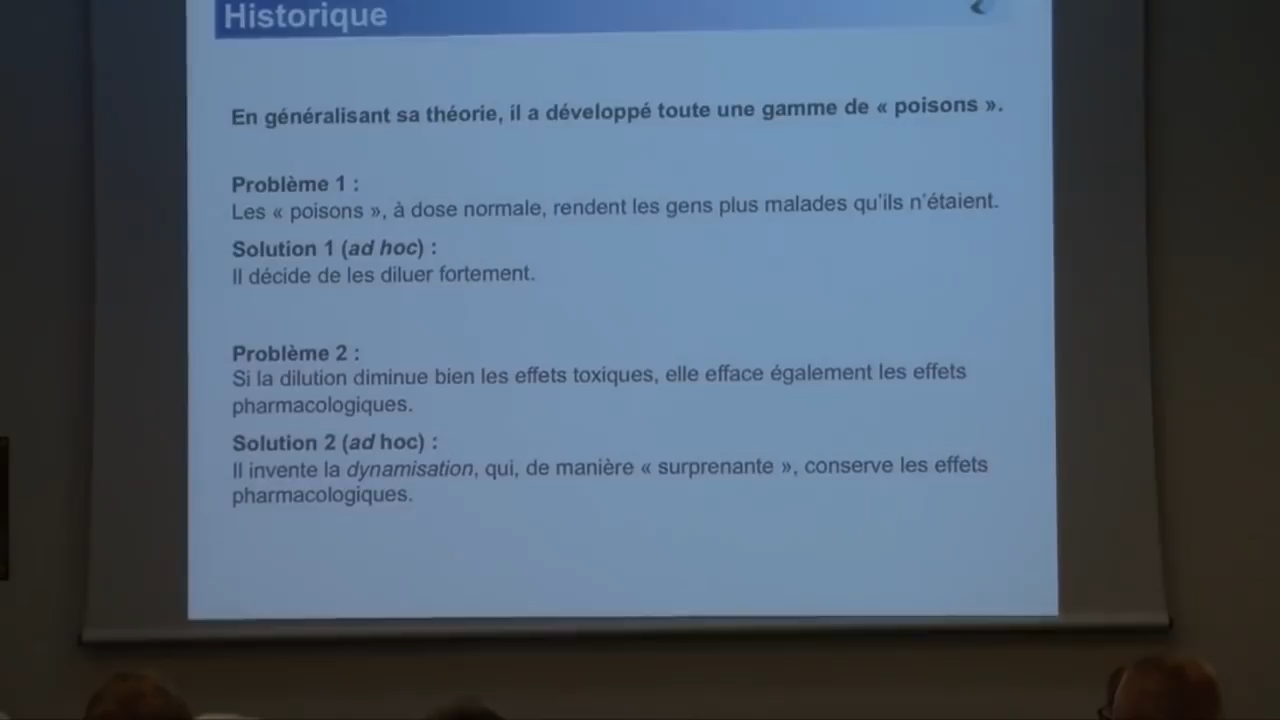 Historique
En généralisant sa théorie, il a développé toute une gamme de « poisons ».
Problème 1 :
Les « poisons », à dose normale, rendent les gens plus malades qu'ils n'étaient.
Solution 1 (ad hoc) :
Il décide de les diluer fortement.
Problème 2 :
Si la dilution diminue bien les effets toxiques, elle efface également les effets
pharmacologiques.
Solution 2 (ad hoc) :
Il invente la dynamisation, qui, de manière « surprenante », conserve les effets
pharmacologiques.